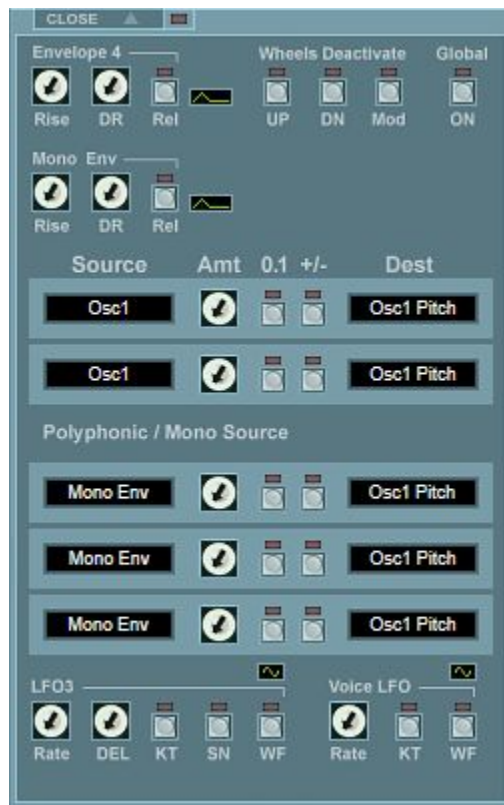 CLOSE
Envelope 4 Wheels Deactivate Global
Rise DR Rel UP DN Mod ON
Mono Env
Rise DR Rel
Source Amt 0.1 +/- Dest
Osc1 Osc1 Pitch
Osc1 Osc1 Pitch
Polyphonic / Mono Source
Mono Env Osc1 Pitch
Mono Env Osc1 Pitch
Mono Env Osc1 Pitch
LFO3 Voice LFO
Rate DEL KT SN WF Rate KT WF